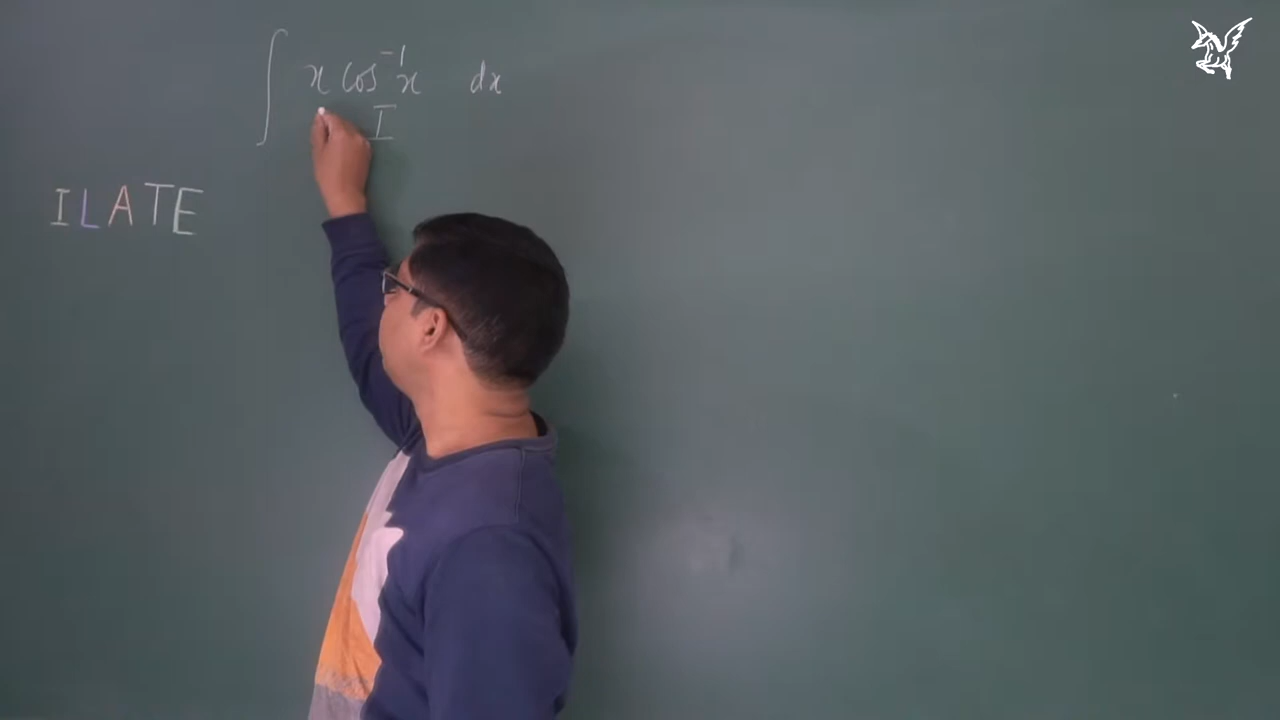 ∫ x cos⁻¹x dx
I
ILATE